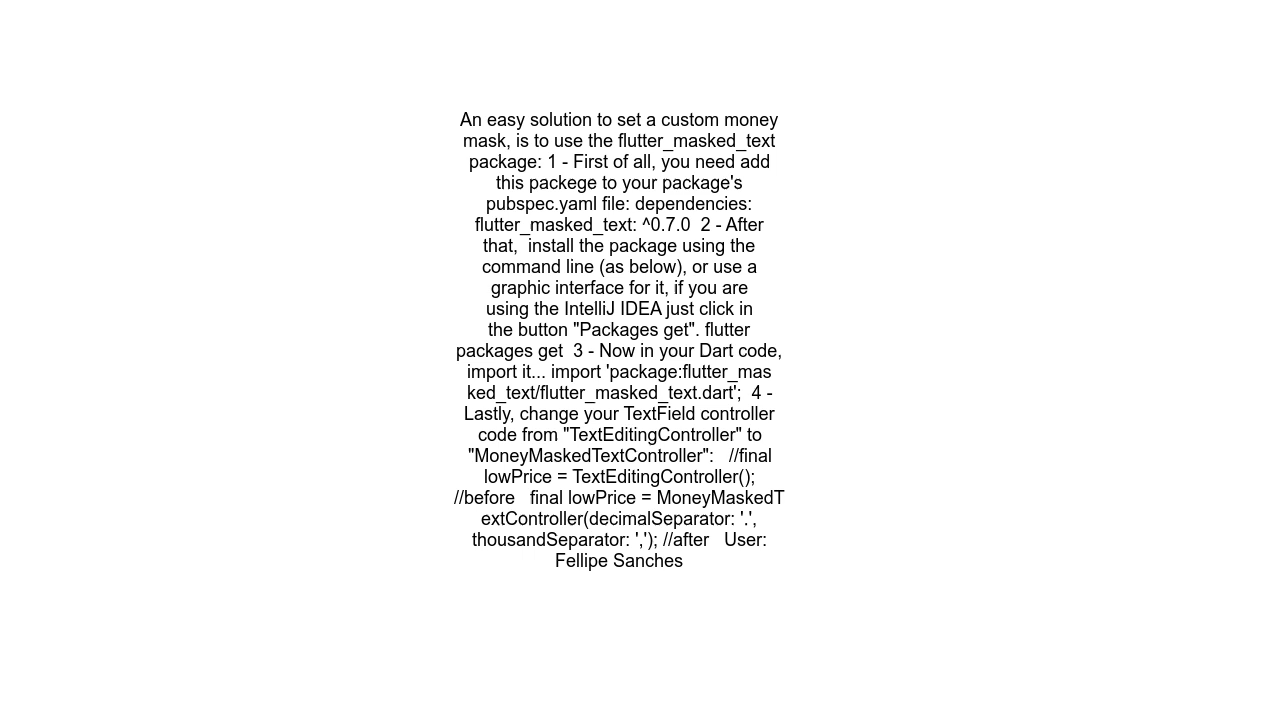 An easy solution to set a custom money
mask, is to use the flutter_masked_text
package: 1 - First of all, you need add
this packege to your package's
pubspec.yaml file: dependencies:
flutter_masked_text: ^0.7.0  2 - After
that,  install the package using the
command line (as below), or use a
graphic interface for it, if you are
using the IntelliJ IDEA just click in
the button "Packages get". flutter
packages get  3 - Now in your Dart code,
import it... import 'package:flutter_mas
ked_text/flutter_masked_text.dart';  4 -
Lastly, change your TextField controller
code from "TextEditingController" to
"MoneyMaskedTextController":   //final
lowPrice = TextEditingController();
//before   final lowPrice = MoneyMaskedT
extController(decimalSeparator: '.',
thousandSeparator: ','); //after   User:
Fellipe Sanches